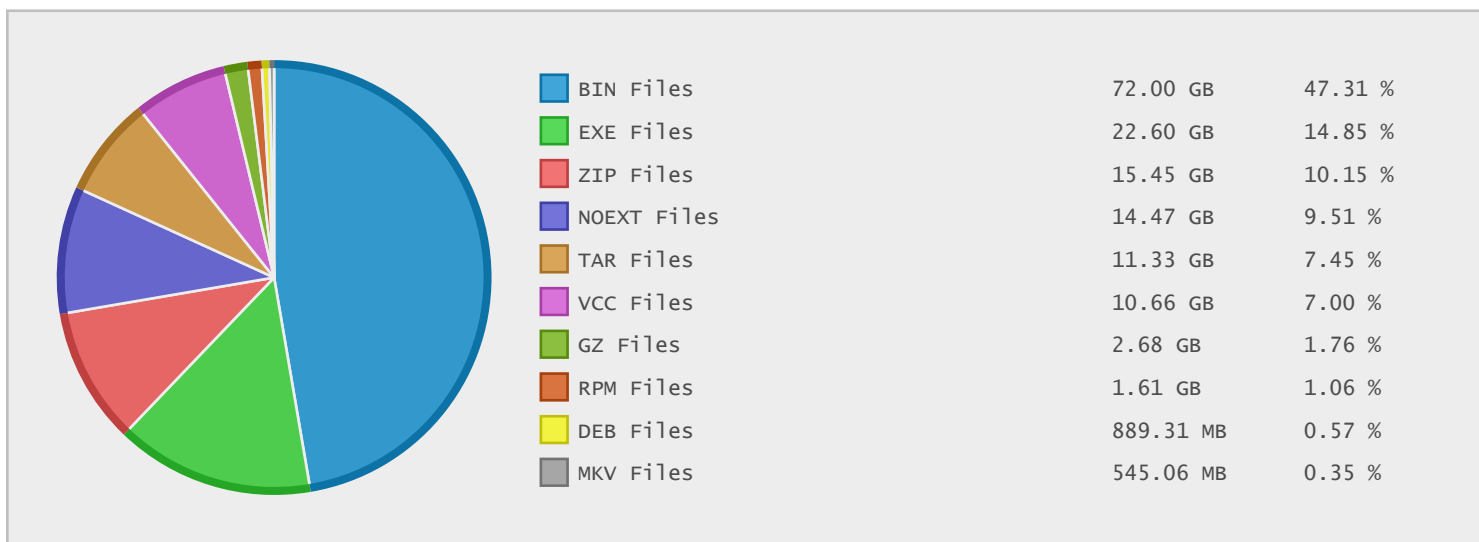 BIN Files 72.00 GB 47.31 %
EXE Files 22.60 GB 14.85 %
ZIP Files 15.45 GB 10.15 %
NOEXT Files 14.47 GB 9.51 %
TAR Files 11.33 GB 7.45 %
VCC Files 10.66 GB 7.00 %
GZ Files 2.68 GB 1.76 %
RPM Files 1.61 GB 1.06 %
DEB Files 889.31 MB 0.57 %
MKV Files 545.06 MB 0.35 %